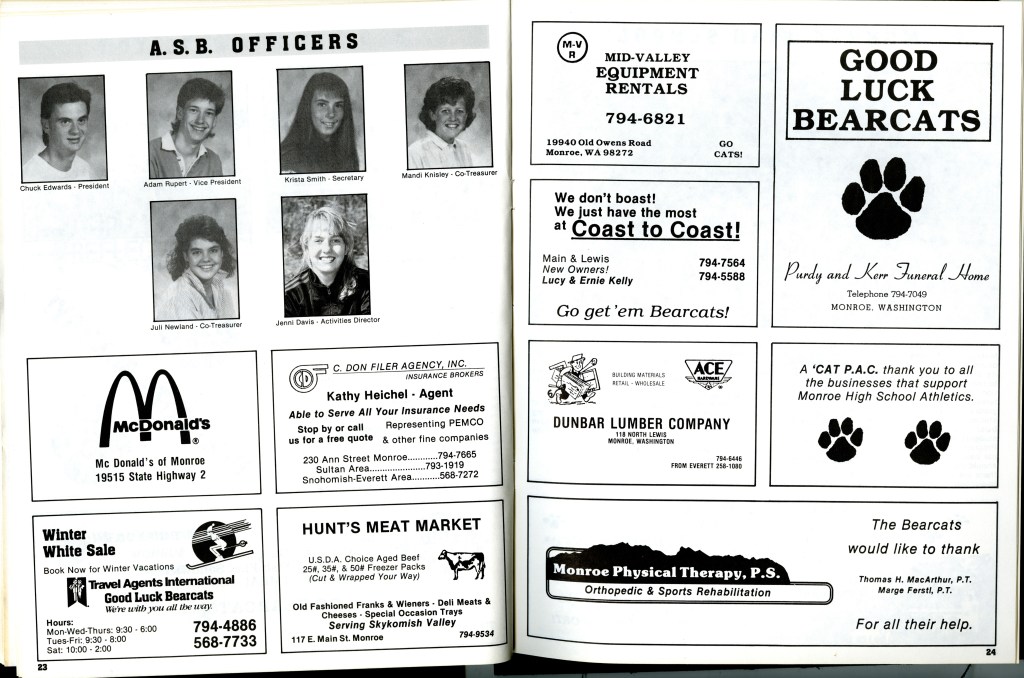 A.S.B. OFFICERS
Chuck Edwards - President
Adam Rupert - Vice President
Krista Smith - Secretary
Mandi Knisley - Co-Treasurer
Juli Newland - Co-Treasurer
Jenni Davis - Activities Director
McDonald's
®
Mc Donald's of Monroe
19515 State Highway 2
C. DON FILER AGENCY, INC.
INSURANCE BROKERS
Kathy Heichel - Agent
Able to Serve All Your Insurance Needs
Stop by or call
us for a free quote
Representing PEMCO
& other fine companies
230 Ann Street Monroe............794-7665
Sultan Area......................793-1919
Snohomish-Everett Area...........568-7272
Winter
White Sale
Book Now for Winter Vacations
Travel Agents International
Good Luck Bearcats
We're with you all the way.
Hours:
Mon-Wed-Thurs: 9:30 - 6:00
Tues-Fri: 9:30 - 8:00
Sat: 10:00 - 2:00
794-4886
568-7733
HUNT'S MEAT MARKET
U.S.D.A. Choice Aged Beef
25#, 35#, & 50# Freezer Packs
(Cut & Wrapped Your Way)
Old Fashioned Franks & Wieners - Deli Meats &
Cheeses - Special Occasion Trays
Serving Skykomish Valley
117 E. Main St. Monroe
794-9534
23
M-V
R
MID-VALLEY
EQUIPMENT
RENTALS
794-6821
19940 Old Owens Road
Monroe, WA 98272
GO
CATS!
GOOD
LUCK
BEARCATS
Purdy and Kerr Funeral Home
Telephone 794-7049
MONROE, WASHINGTON
We don't boast!
We just have the most
at Coast to Coast!
Main & Lewis
New Owners!
Lucy & Ernie Kelly
794-7564
794-5588
Go get 'em Bearcats!
BUILDING MATERIALS
RETAIL - WHOLESALE
ACE
HARDWARE
DUNBAR LUMBER COMPANY
118 NORTH LEWIS
MONROE, WASHINGTON
794-6446
FROM EVERETT 258-1080
A 'CAT P.A.C. thank you to all
the businesses that support
Monroe High School Athletics.
Monroe Physical Therapy, P.S.
Orthopedic & Sports Rehabilitation
The Bearcats
would like to thank
Thomas H. MacArthur, P.T.
Marge Ferstl, P.T.
For all their help.
24